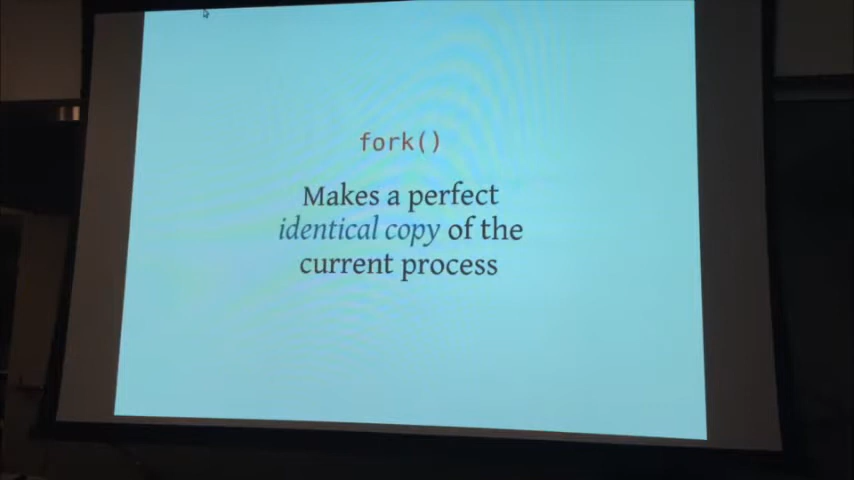 fork()
Makes a perfect
identical copy of the
current process